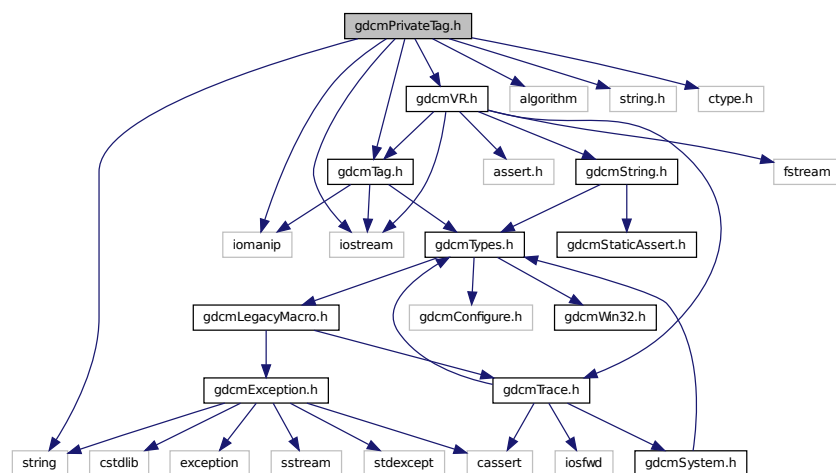 gdcmPrivateTag.h
gdcmVR.h
algorithm
string.h
ctype.h
gdcmTag.h
assert.h
gdcmString.h
fstream
iomanip
iostream
gdcmTypes.h
gdcmStaticAssert.h
gdcmLegacyMacro.h
gdcmConfigure.h
gdcmWin32.h
gdcmException.h
gdcmTrace.h
string
cstdlib
exception
sstream
stdexcept
cassert
iosfwd
gdcmSystem.h